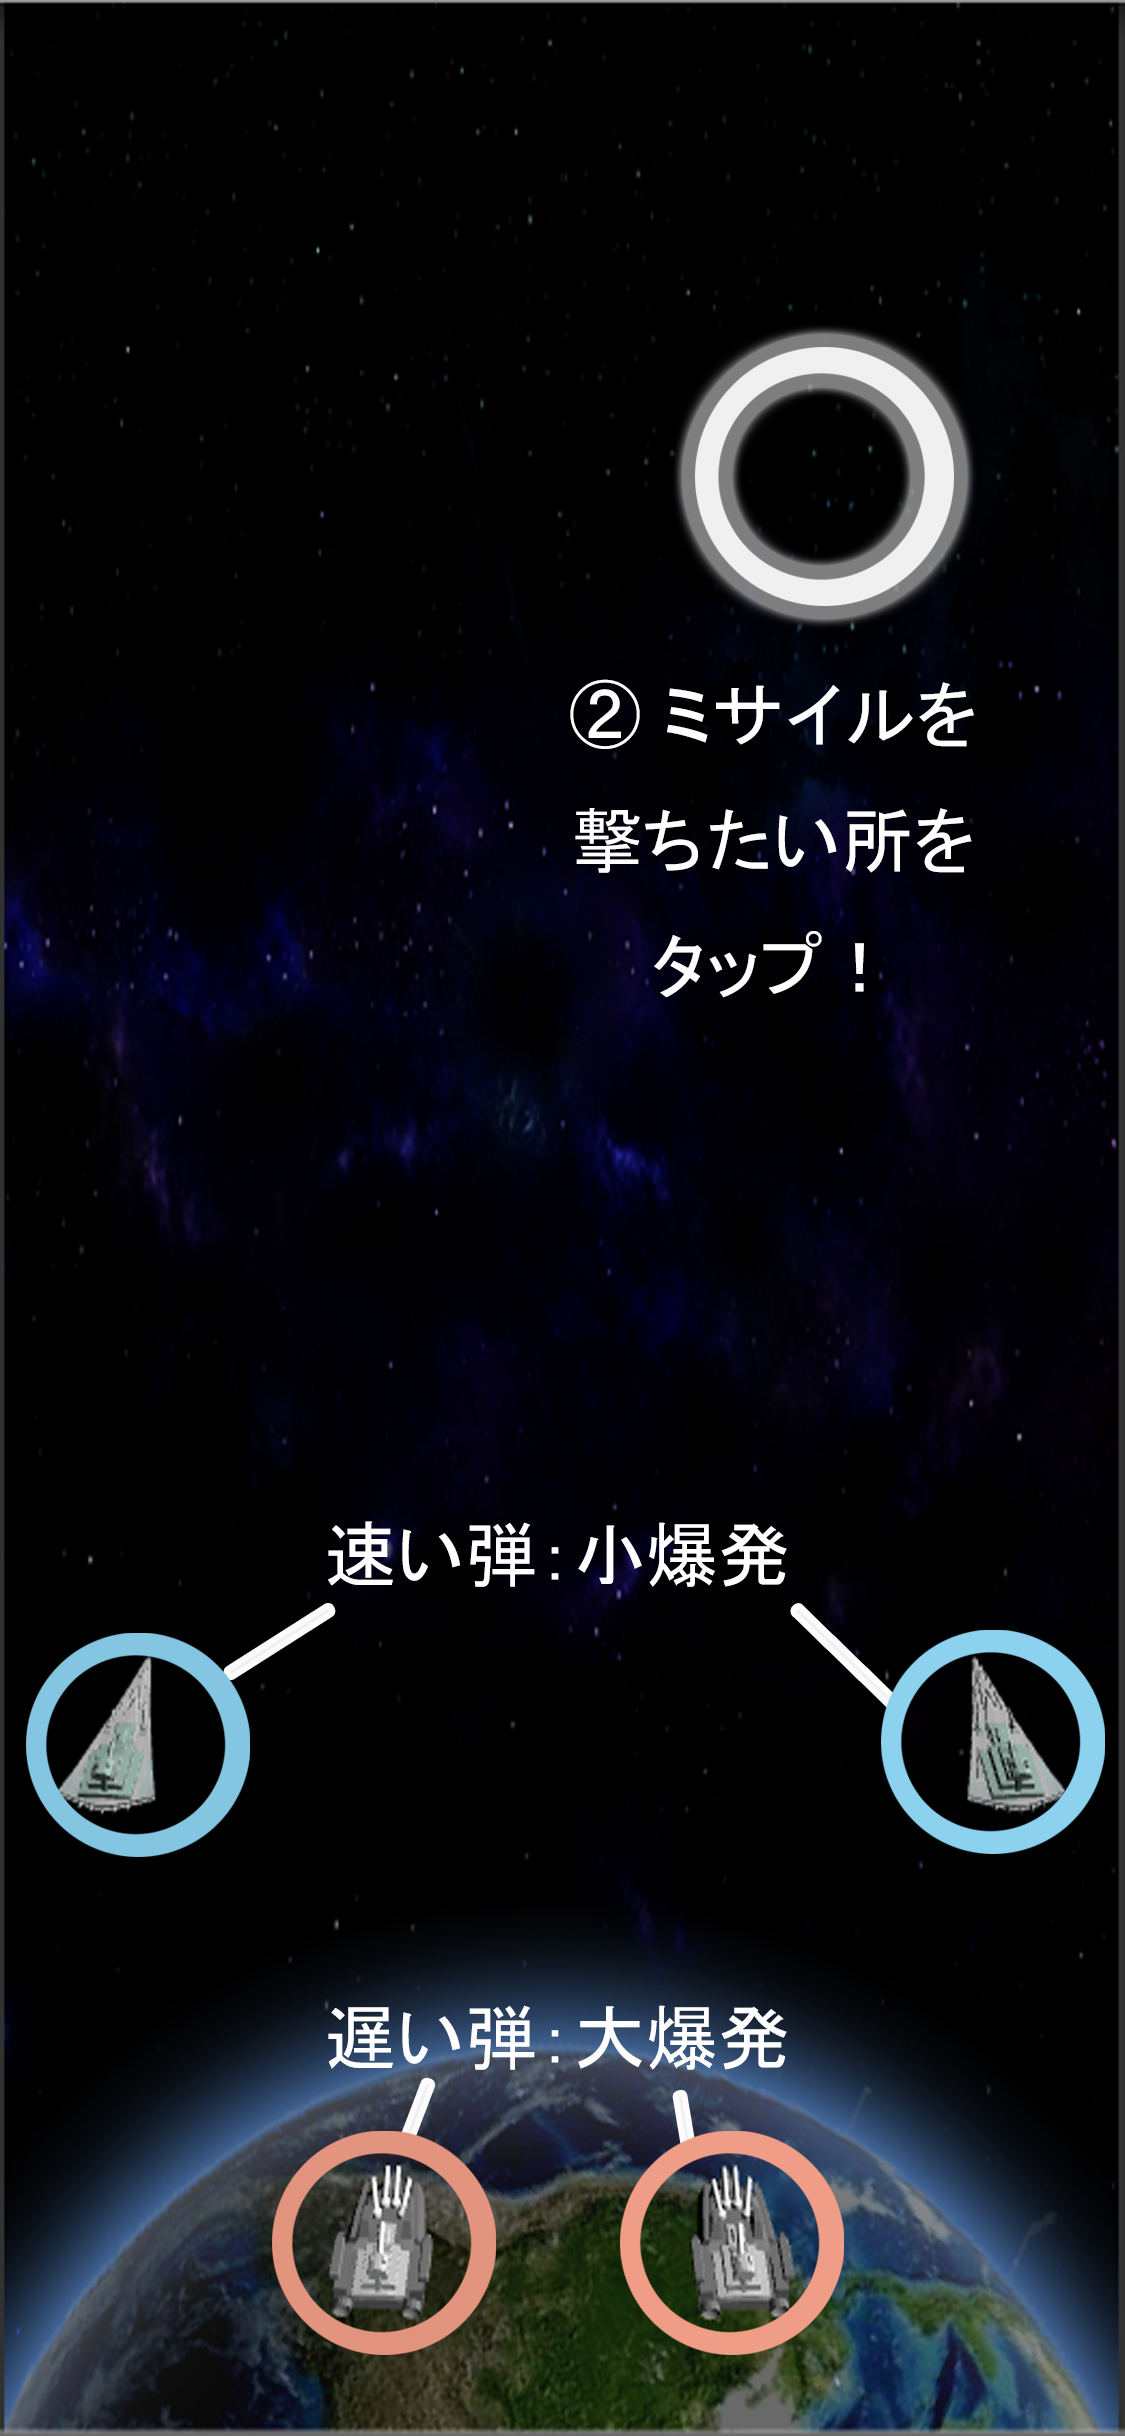 ② ミサイルを
撃ちたい所を
タップ！
速い弾：小爆発
遅い弾：大爆発